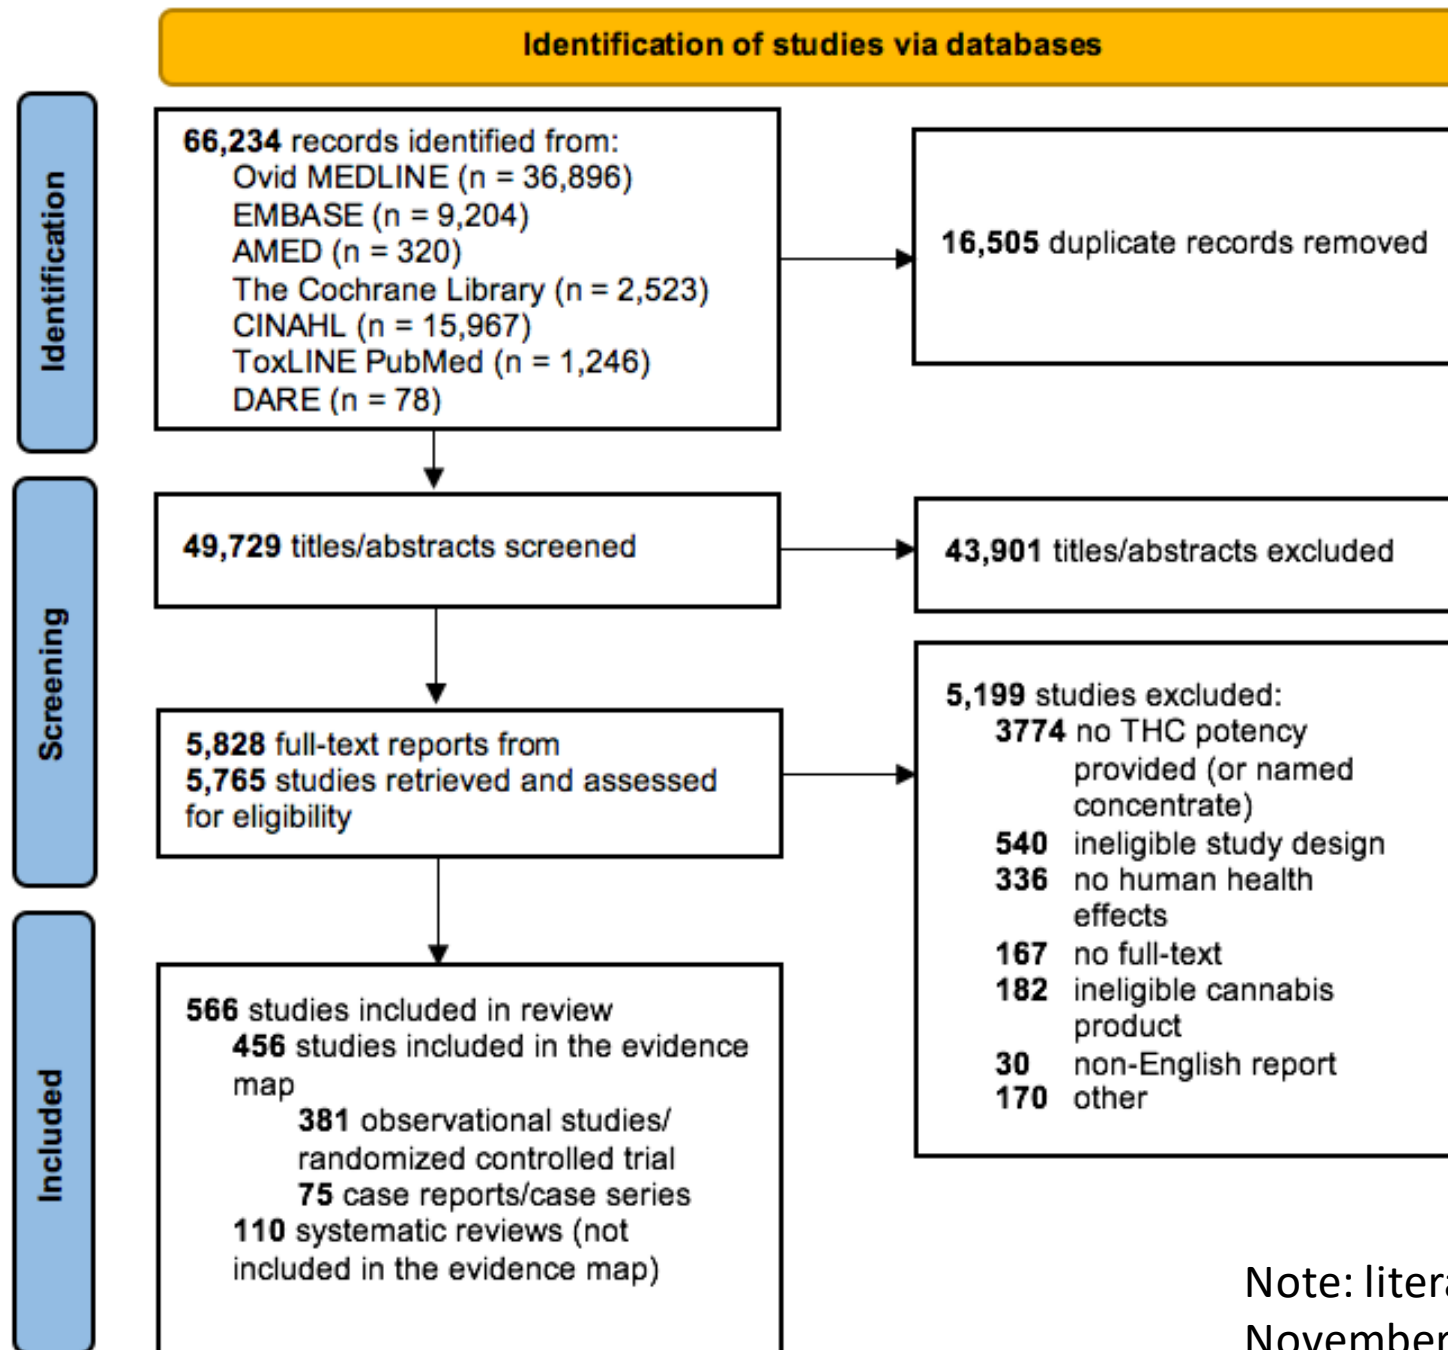 Identification of studies via databases
Identification
66,234 records identified from:
Ovid MEDLINE (n = 36,896)
EMBASE (n = 9,204)
AMED (n = 320)
The Cochrane Library (n = 2,523)
CINAHL (n = 15,967)
ToxLINE PubMed (n = 1,246)
DARE (n = 78)
16,505 duplicate records removed
Screening
49,729 titles/abstracts screened
43,901 titles/abstracts excluded
5,828 full-text reports from
5,765 studies retrieved and assessed
for eligibility
5,199 studies excluded:
3774 no THC potency
provided (or named
concentrate)
540 ineligible study design
336 no human health
effects
167 no full-text
182 ineligible cannabis
product
30 non-English report
170 other
Included
566 studies included in review
456 studies included in the evidence
map
381 observational studies/
randomized controlled trial
75 case reports/case series
110 systematic reviews (not
included in the evidence map)
Note:
November